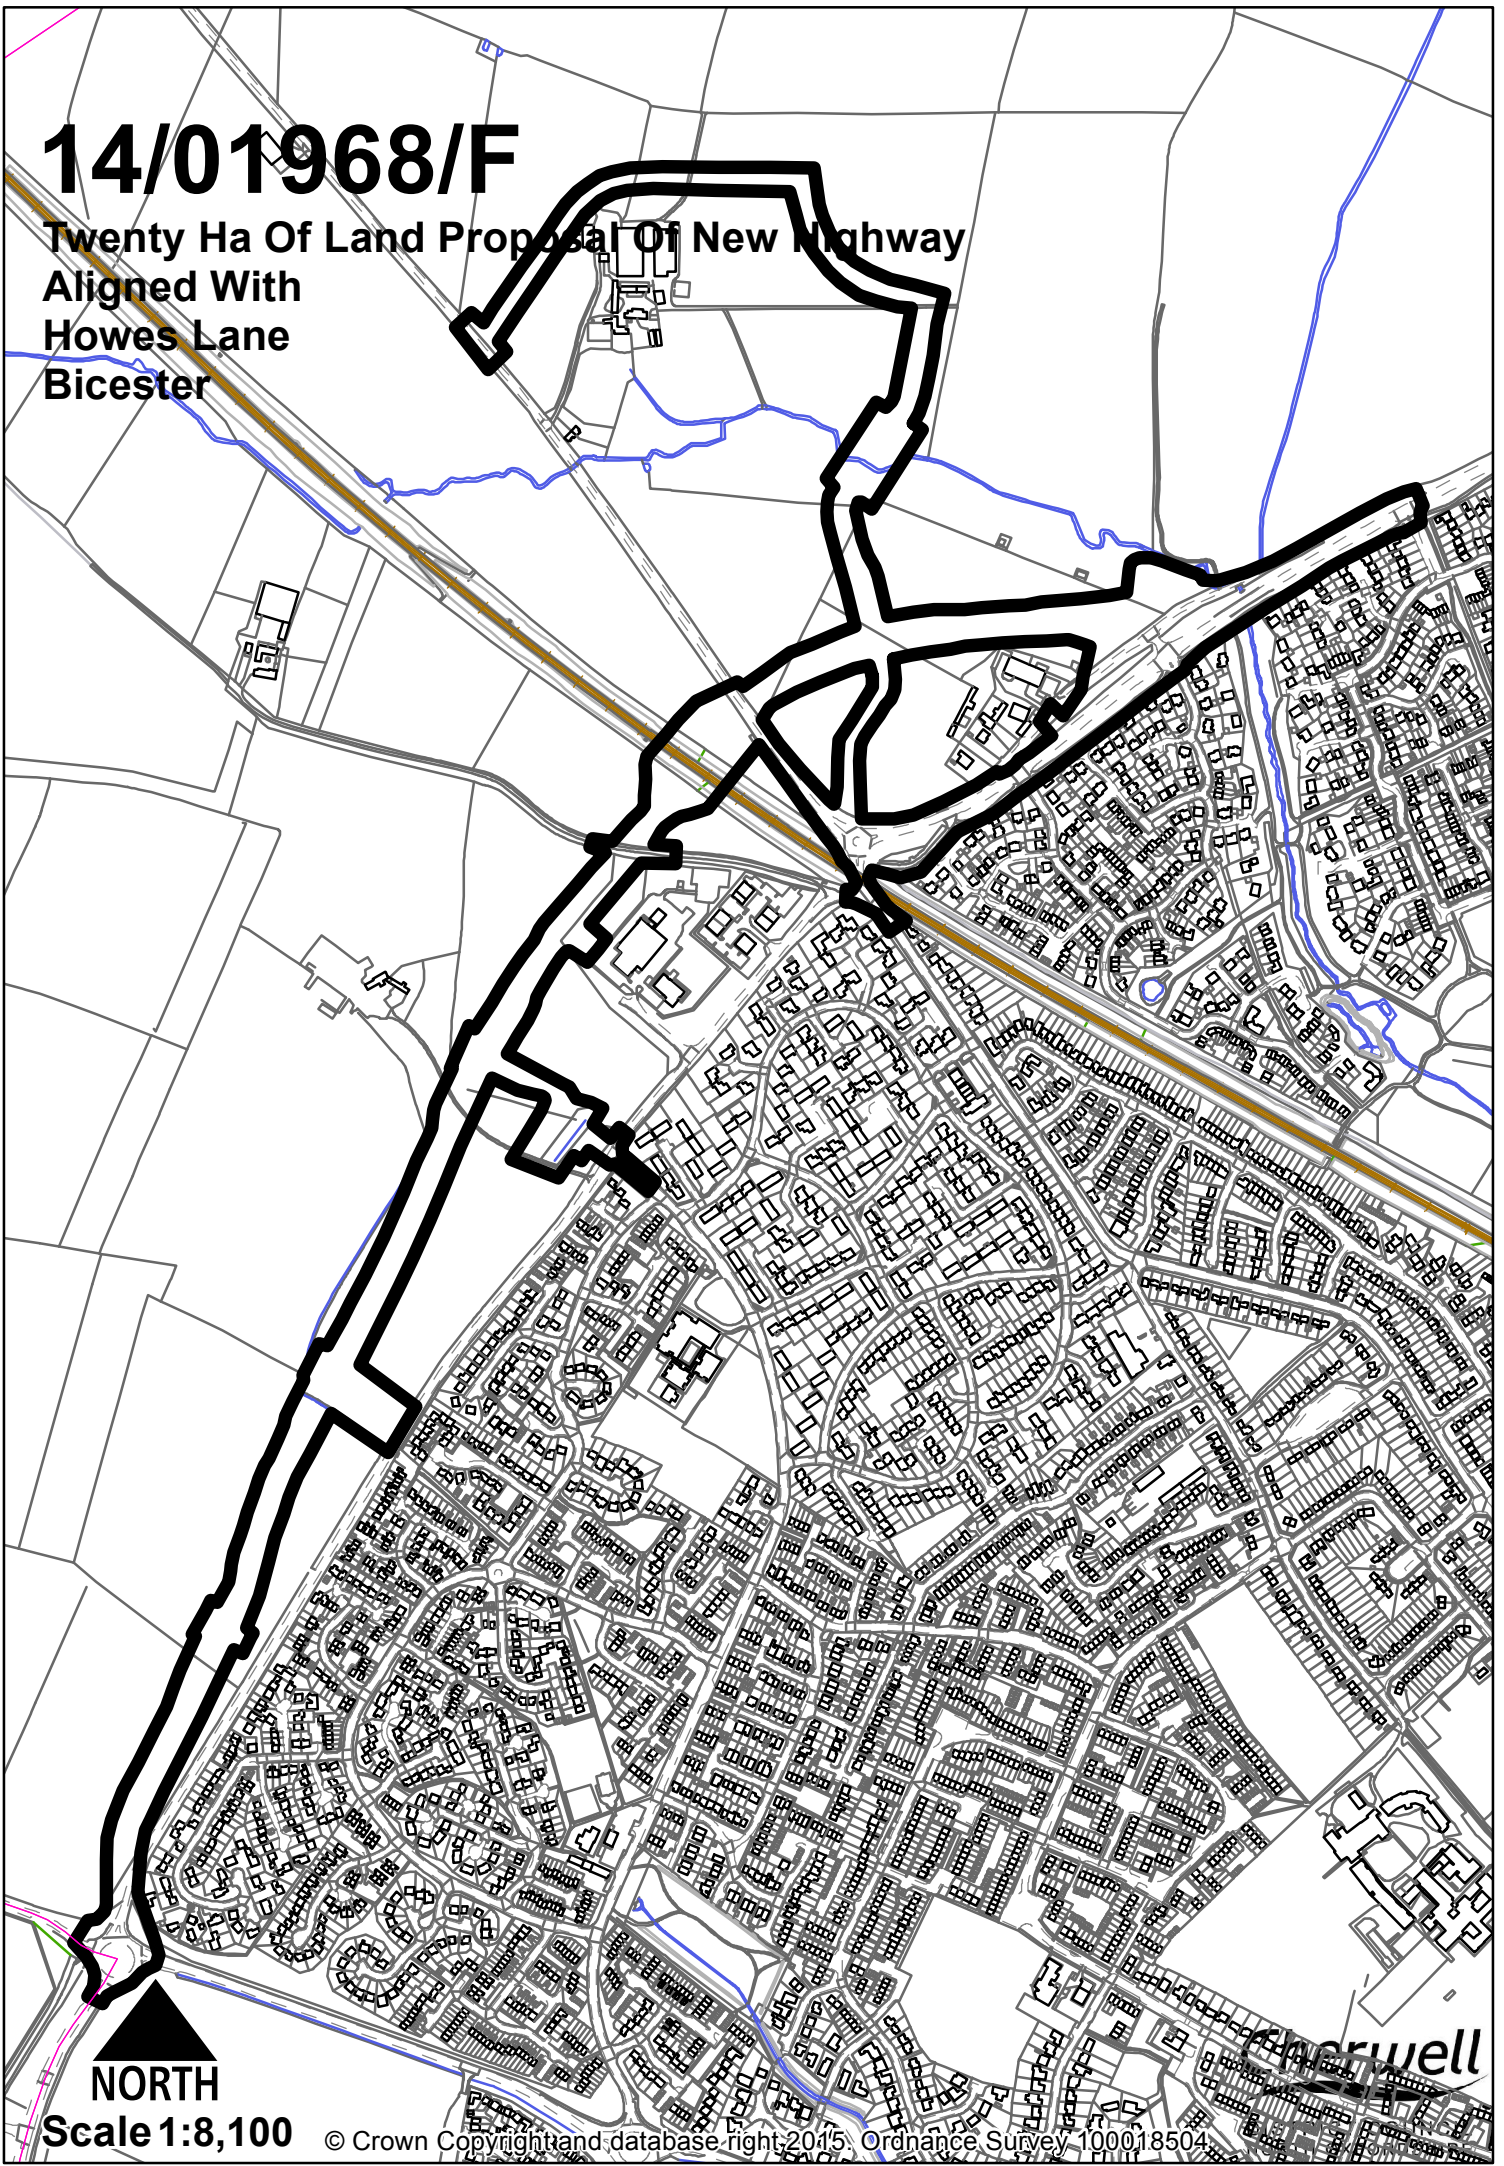 14/01968/F
Twenty Ha Of Land Proposal Of New Highway
Aligned With
Howes Lane
Bicester
Cherwell
NORTH
Scale 1:8,100
© Crown Copyright and database right 2015. Ordnance Survey 100018504